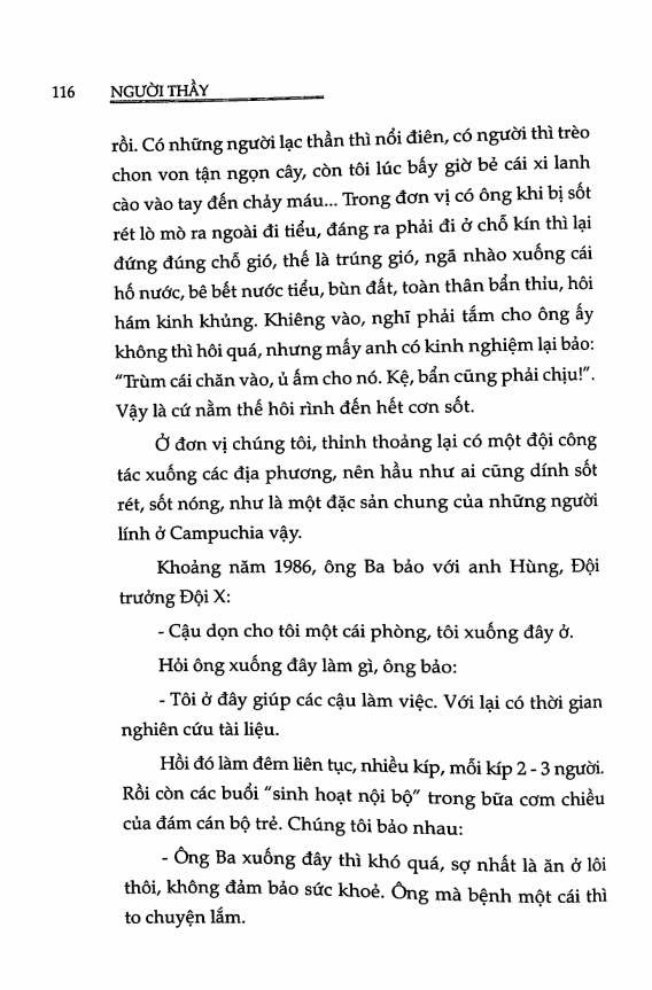 116 NGƯỜI THẦY
rồi. Có những người lạc thần thì nổi điên, có người thì trèo
chon von tận ngọn cây, còn tôi lúc bấy giờ bẻ cái xi lanh
cào vào tay đến chảy máu... Trong đơn vị có ông khi bị sốt
rét lò mò ra ngoài đi tiểu, đáng ra phải đi ở chỗ kín thì lại
đứng đúng chỗ gió, thế là trúng gió, ngã nhào xuống cái
hố nước, bê bết nước tiểu, bùn đất, toàn thân bẩn thỉu, hôi
hám kinh khủng. Khiêng vào, nghĩ phải tắm cho ông ấy
không thì hôi quá, nhưng mấy anh có kinh nghiệm lại bảo:
“Trùm cái chăn vào, ủ ấm cho nó. Kệ, bẩn cũng phải chịu!”.
Vậy là cứ nằm thế hôi rình đến hết cơn sốt.
Ở đơn vị chúng tôi, thỉnh thoảng lại có một đội công
tác xuống các địa phương, nên hầu như ai cũng dính sốt
rét, sốt nóng, như là một đặc sản chung của những người
lính ở Campuchia vậy.
Khoảng năm 1986, ông Ba bảo với anh Hùng, Đội
trưởng Đội X:
- Cậu dọn cho tôi một cái phòng, tôi xuống đây ở.
Hỏi ông xuống đây làm gì, ông bảo:
- Tôi ở đây giúp các cậu làm việc. Với lại có thời gian
nghiên cứu tài liệu.
Hồi đó làm đêm liên tục, nhiều kíp, mỗi kíp 2 - 3 người.
Rồi còn các buổi “sinh hoạt nội bộ” trong bữa cơm chiều
của đám cán bộ trẻ. Chúng tôi bảo nhau:
- Ông Ba xuống đây thì khó quá, sợ nhất là ăn ở lôi
thôi, không đảm bảo sức khoẻ. Ông mà bệnh một cái thì
to chuyện lắm.